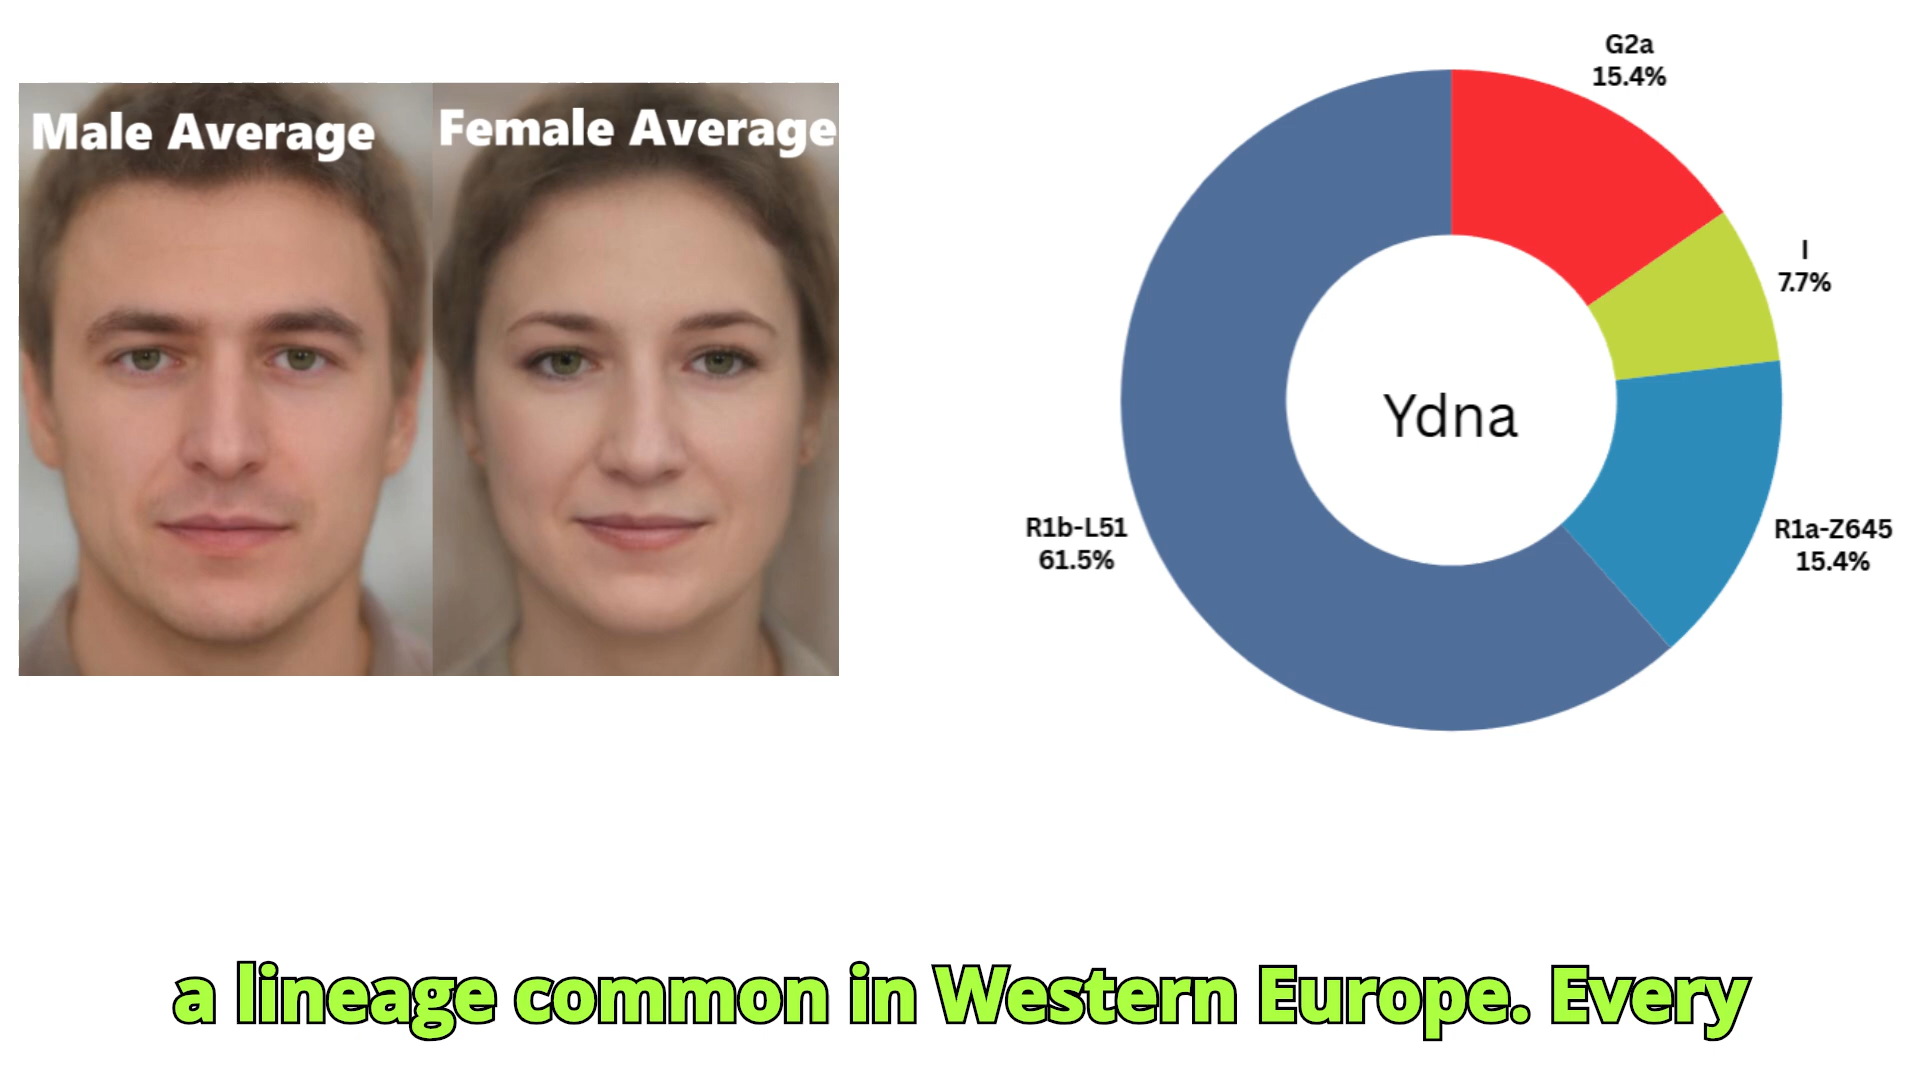 Male Average
Female Average
G2a
15.4%
I
7.7%
Ydna
R1b-L51
61.5%
R1a-Z645
15.4%
a lineage common in Western Europe. Every